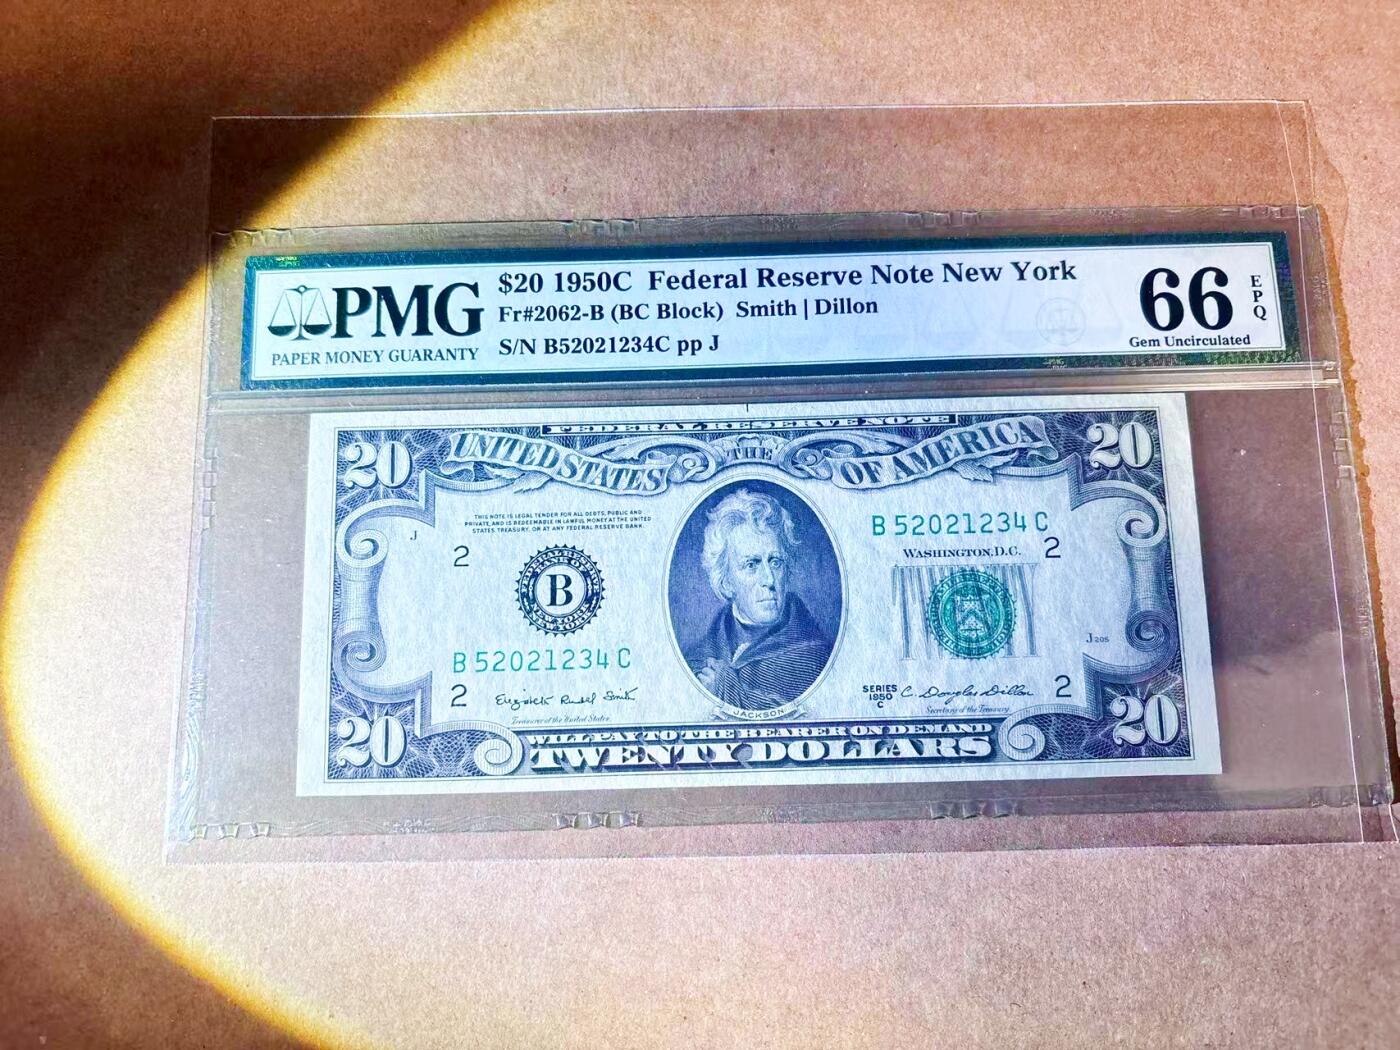 PMG
PAPER MONEY GUARANTY
$20 1950C Federal Reserve Note New York
Fr#2062-B (BC Block) Smith | Dillon
S/N B52021234C pp J
66
EPQ
Gem Uncirculated
FEDERAL RESERVE NOTE
20
UNITED STATES
THE
OF AMERICA
20
THIS NOTE IS LEGAL TENDER FOR ALL DEBTS, PUBLIC AND
PRIVATE, AND IS REDEEMABLE IN LAWFUL MONEY AT THE UNITED
STATES TREASURY, OR AT ANY FEDERAL RESERVE BANK.
J
2
B 52021234 C
WASHINGTON, D.C.
2
B
NEW YORK
J 205
B 52021234 C
2
Elizabeth Rudel Smith
Treasurer of the United States
JACKSON
SERIES
1950
C
C. Douglas Dillon
Secretary of the Treasury
2
20
WILL PAY TO THE BEARER ON DEMAND
TWENTY DOLLARS
20